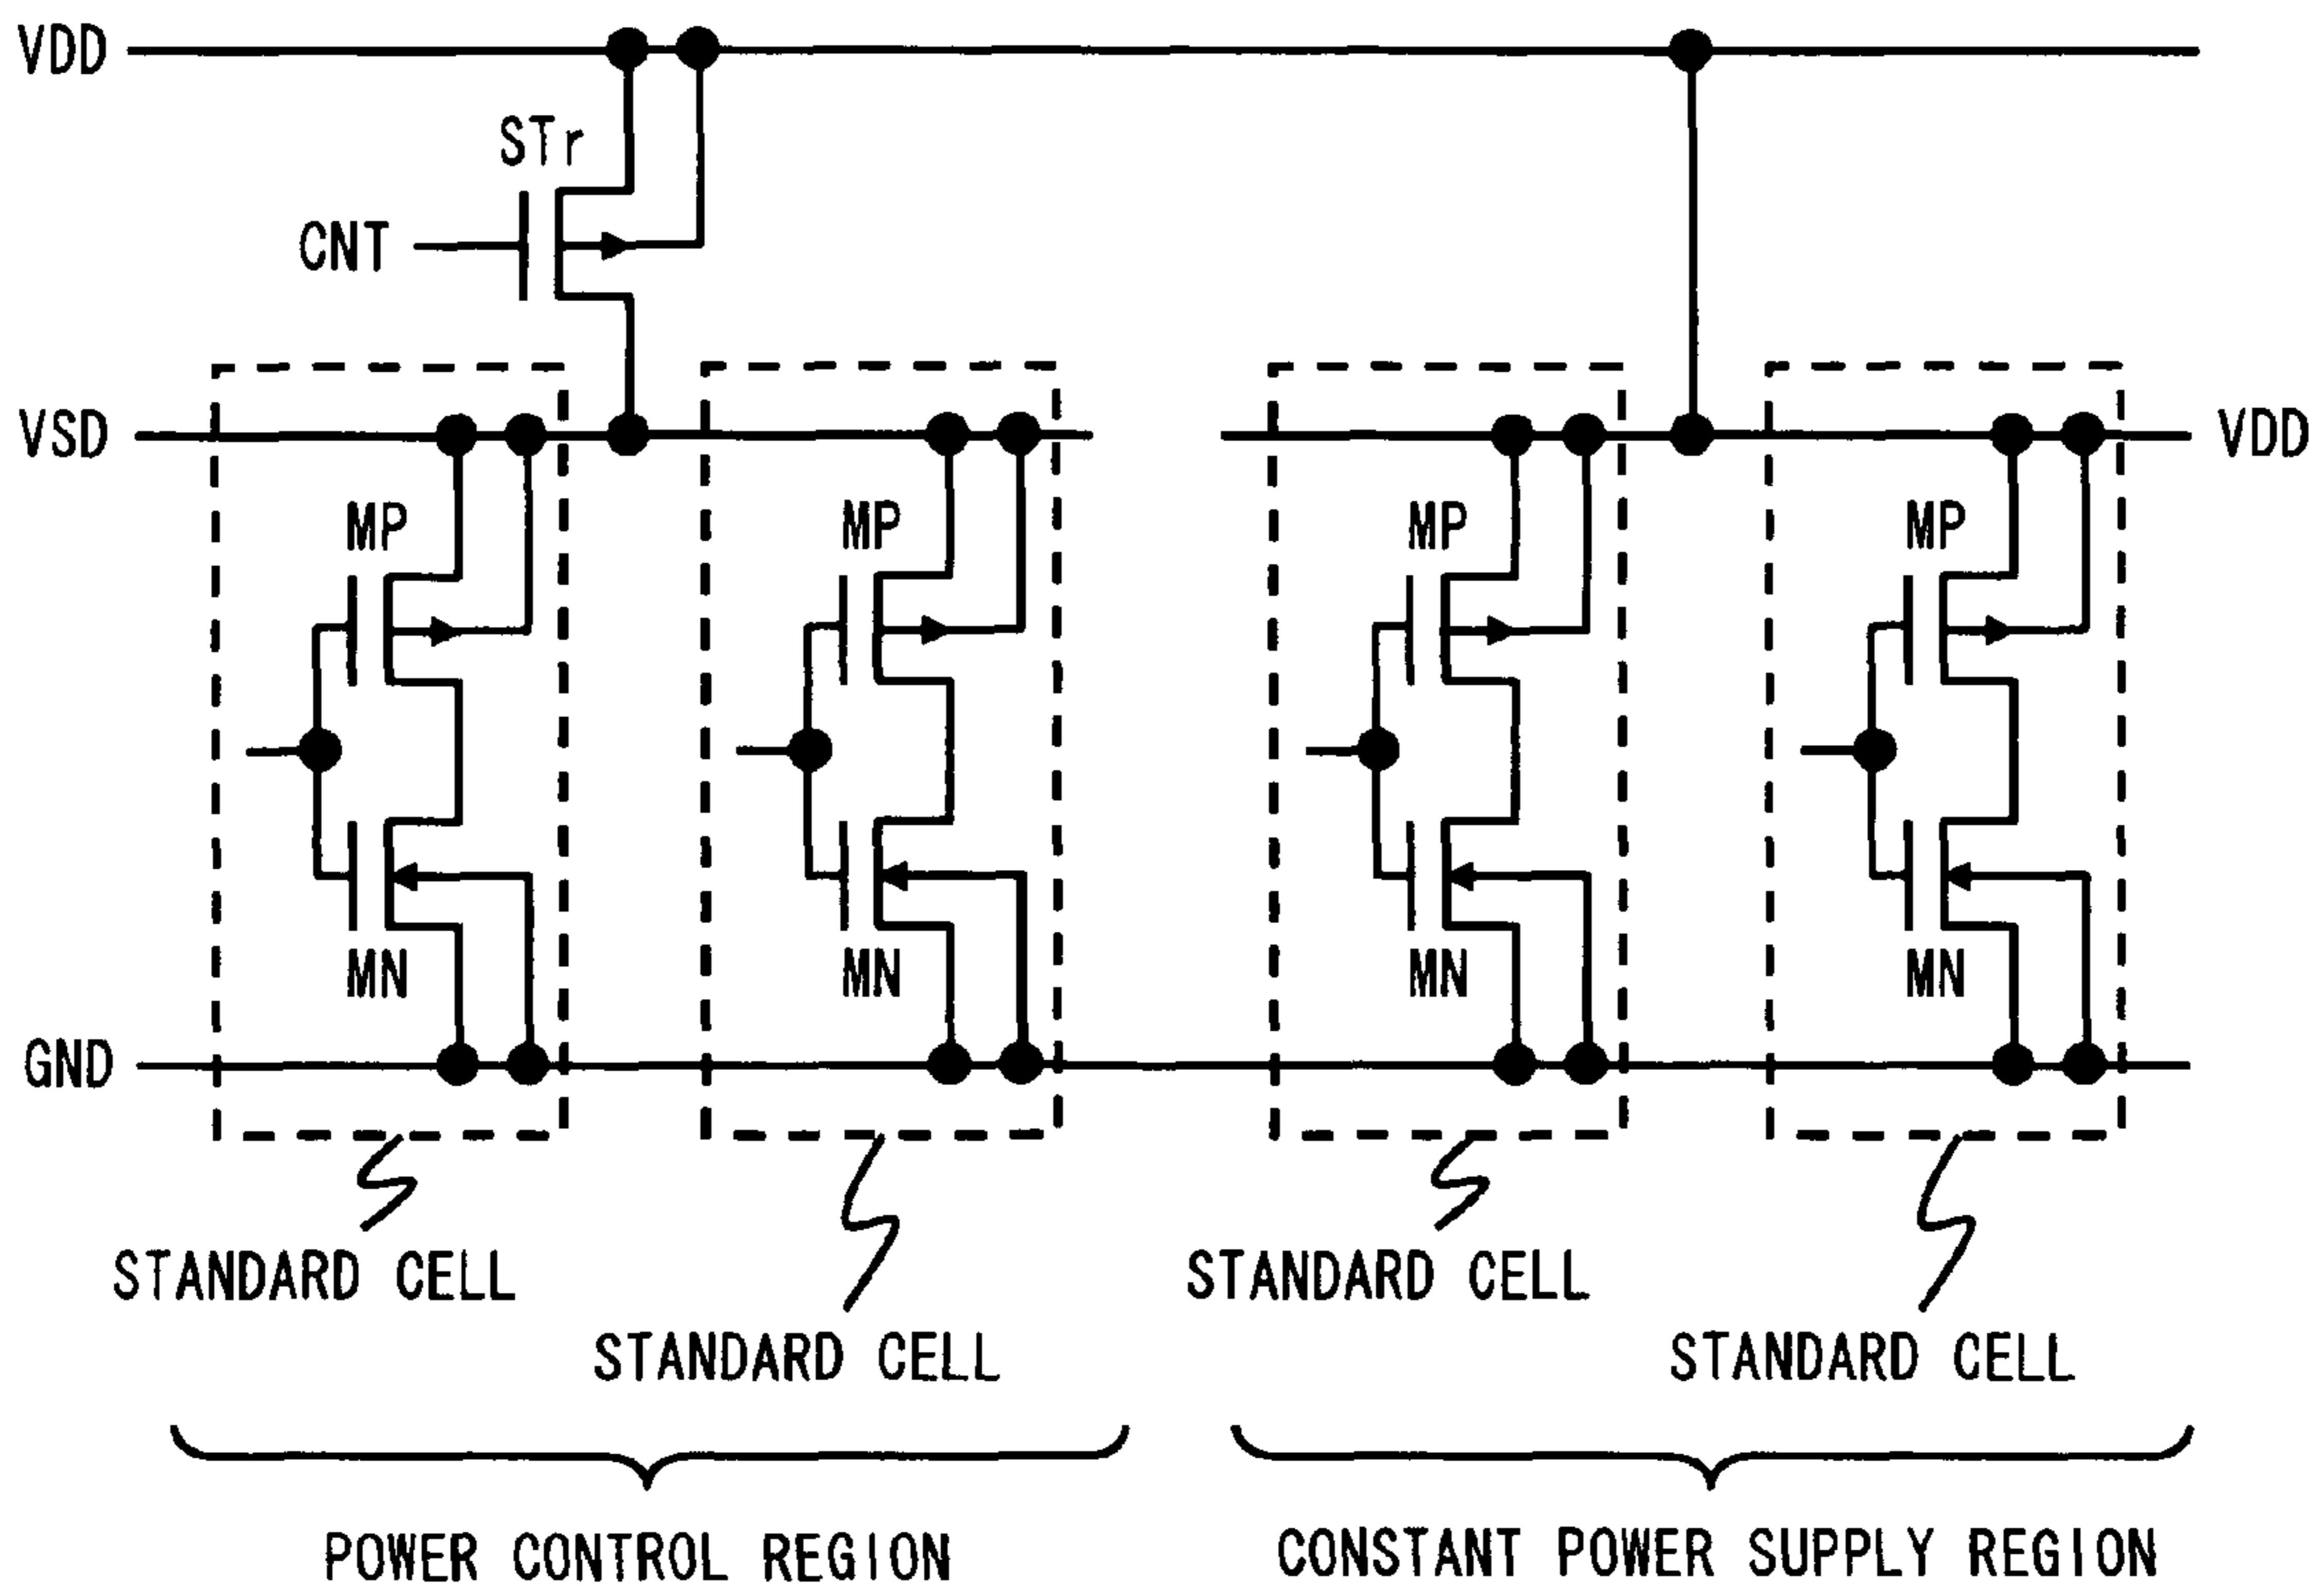 VDD
STr
CNT
VSD
VDD
MP
MP
MP
MP
MN
MN
MN
MN
GND
STANDARD CELL
STANDARD CELL
STANDARD CELL
STANDARD CELL
POWER CONTROL REGION
CONSTANT POWER SUPPLY REGION